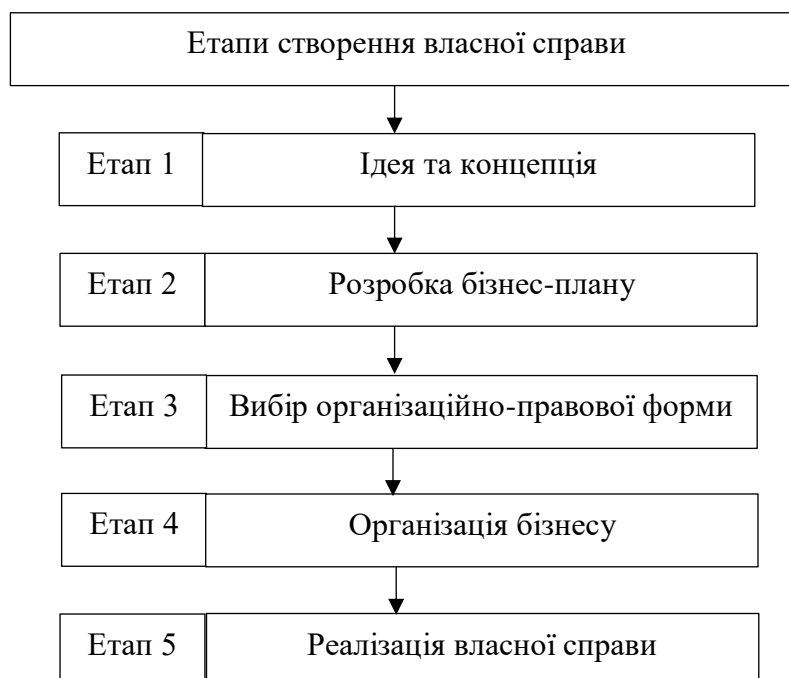 Етапи створення власної справи
Етап 1 Ідея та концепція
Етап 2 Розробка бізнес-плану
Етап 3 Вибір організаційно-правової форми
Етап 4 Організація бізнесу
Етап 5 Реалізація власної справи